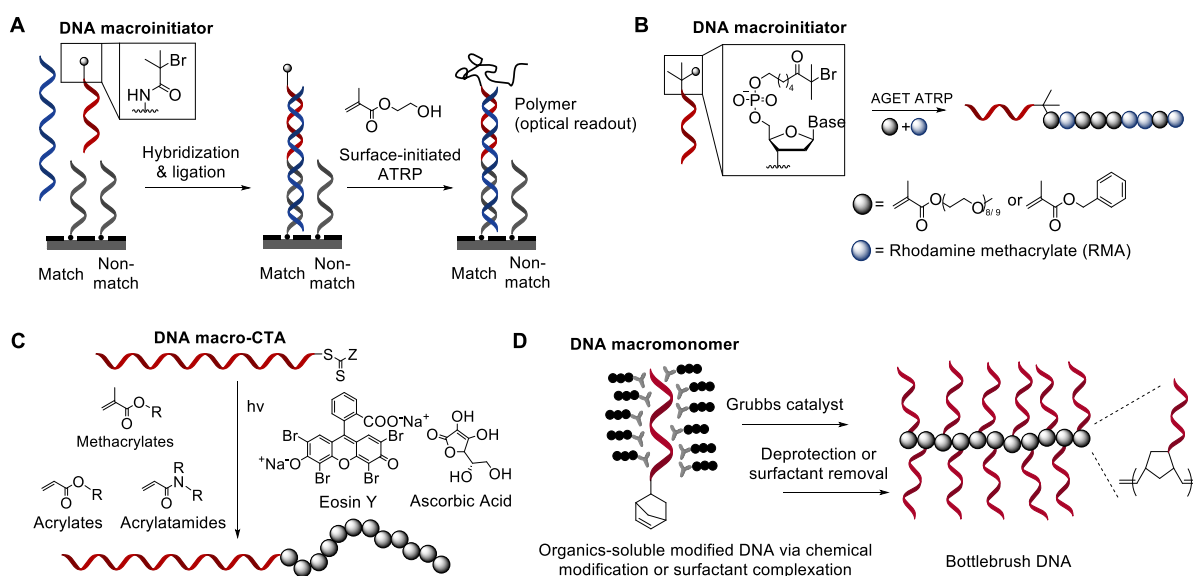 A
DNA macroinitiator
Br
HN
O
Hybridization
& ligation
O
O
OH
Surface-initiated
ATRP
Polymer
(optical readout)
Match
Non-
match
Match
Non-
match
Match
Non-
match
B
DNA macroinitiator
O
O
Br
4
⁻O-P=O
O
O
Base
AGET ATRP
+
=
O
O
O
8/ 9
or
O
O
= Rhodamine methacrylate (RMA)
C
DNA macro-CTA
S
Z
S
O
R
O
Methacrylates
hv
O
R
O
Acrylates
R
N
R
O
Acrylatamides
COO⁻Na⁺
Br
Br
⁺Na⁻O
O
O
Br
Br
Eosin Y
OH
O
O
OH
HO
OH
Ascorbic Acid
D
DNA macromonomer
Grubbs catalyst
Deprotection or
surfactant removal
Organics-soluble modified DNA via chemical
modification or surfactant complexation
Bottlebrush DNA